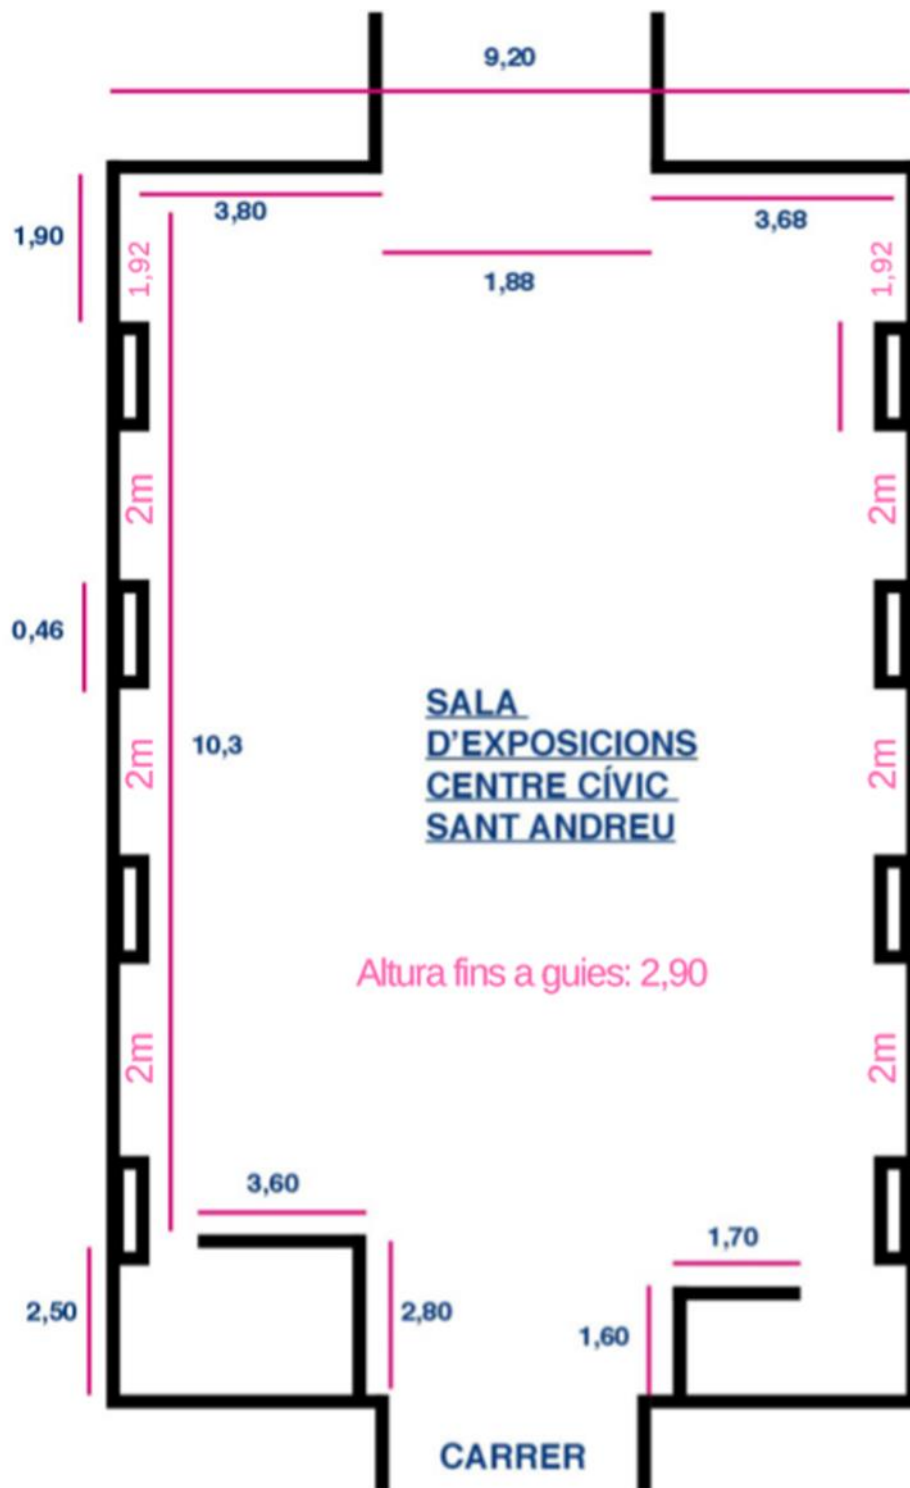 9,20
3,80
3,68
1,90
1,92
1,92
1,88
2m
2m
0,46
SALA
D'EXPOSICIONS
CENTRE CÍVIC
SANT ANDREU
10,3
2m
2m
Altura fins a guies: 2,90
2m
2m
3,60
1,70
2,50
2,80
1,60
CARRER